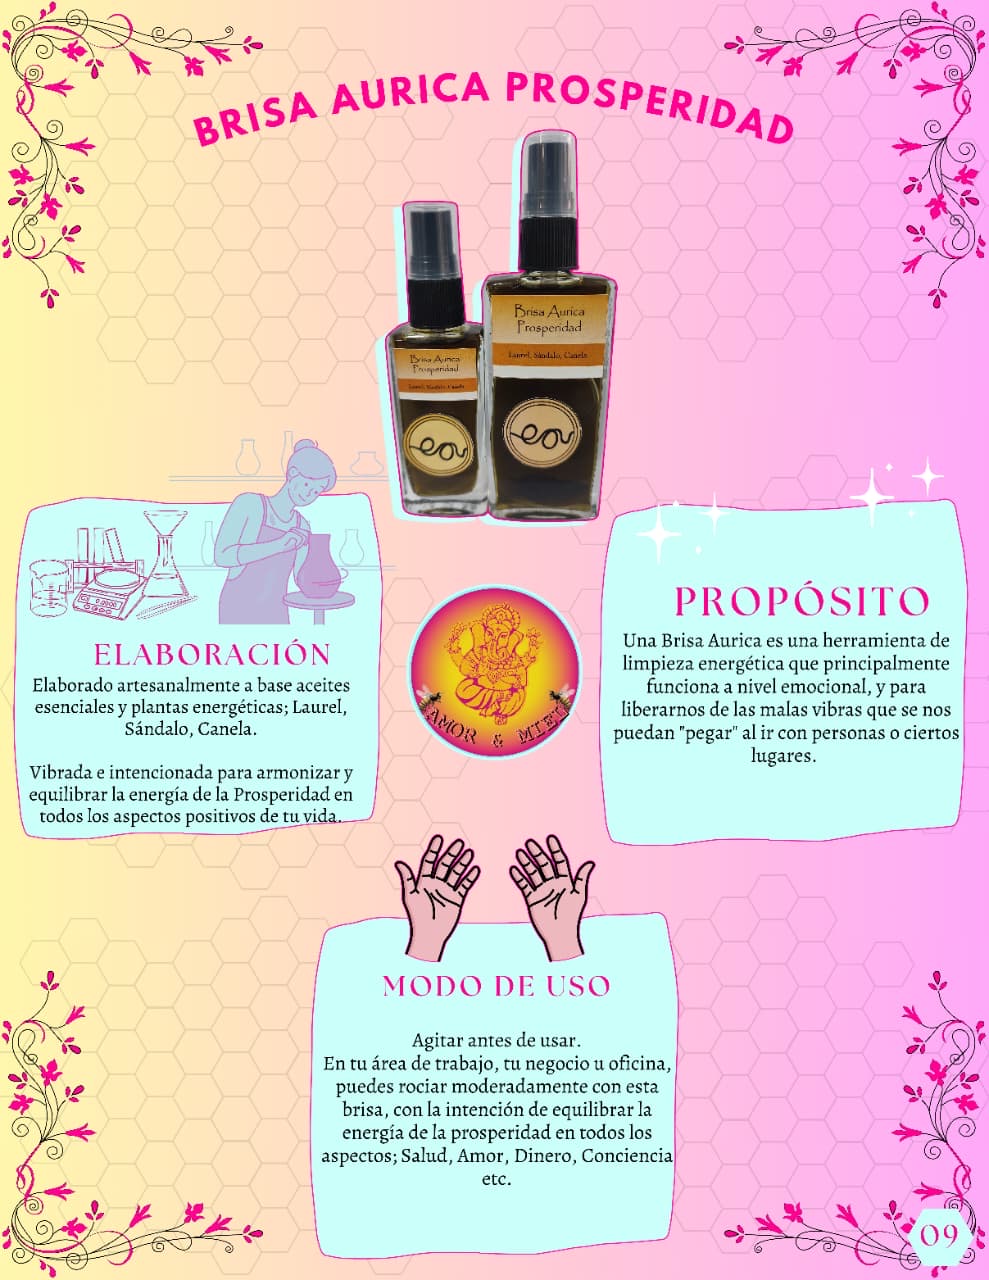 BRISA AURICA PROSPERIDAD
Brisa Aurica
Prosperidad
Laurel, Sándalo, Canela
Brisa Aurica
Prosperidad
Laurel, Sándalo, Canela
ELABORACIÓN
Elaborado artesanalmente a base aceites
esenciales y plantas energéticas; Laurel,
Sándalo, Canela.
Vibrada e intencionada para armonizar y
equilibrar la energía de la Prosperidad en
todos los aspectos positivos de tu vida.
AMOR & MIEL
PROPÓSITO
Una Brisa Aurica es una herramienta de
limpieza energética que principalmente
funciona a nivel emocional, y para
liberarnos de las malas vibras que se nos
puedan "pegar" al ir con personas o ciertos
lugares.
MODO DE USO
Agitar antes de usar.
En tu área de trabajo, tu negocio u oficina,
puedes rociar moderadamente con esta
brisa, con la intención de equilibrar la
energía de la prosperidad en todos los
aspectos; Salud, Amor, Dinero, Conciencia
etc.
09